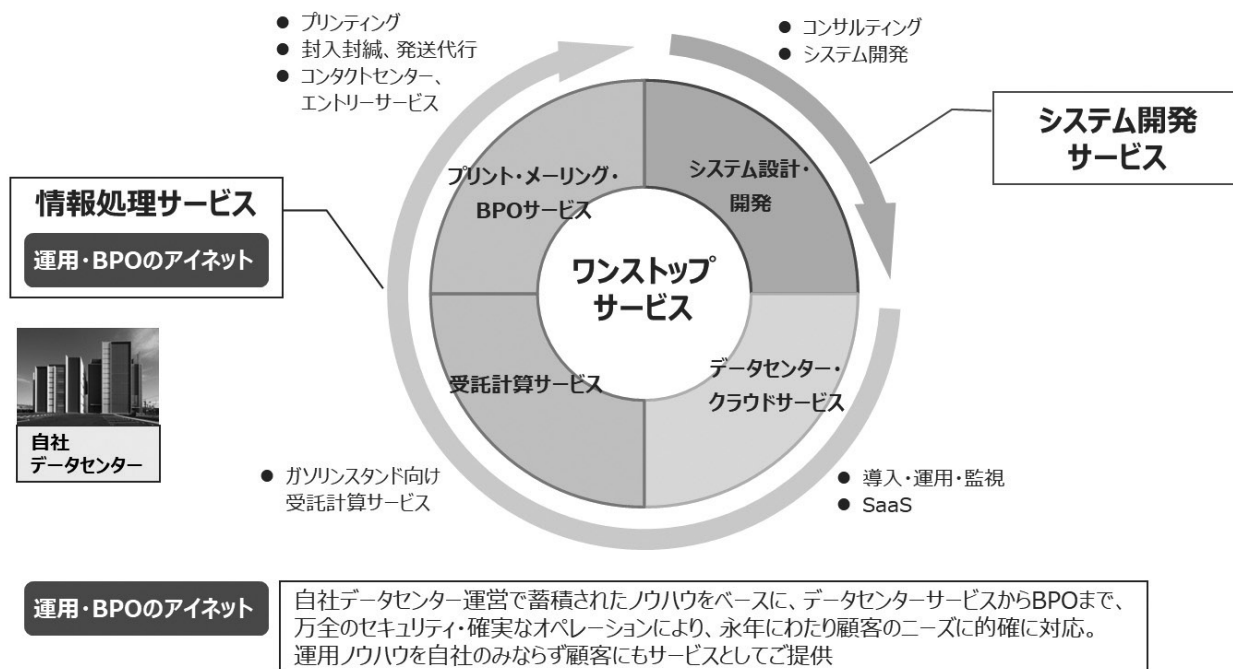 ● プリンティング
● 封入封緘、発送代行
● コンタクトセンター、
エントリーサービス
● コンサルティング
● システム開発
システム開発
サービス
情報処理サービス
運用・BPOのアイネット
プリント・メーリング・
BPOサービス
システム設計・
開発
ワンストップ
サービス
受託計算サービス
データセンター・
クラウドサービス
自社
データセンター
● ガソリンスタンド向け
受託計算サービス
● 導入・運用・監視
● SaaS
運用・BPOのアイネット
自社データセンター運営で蓄積されたノウハウをベースに、データセンターサービスからBPOまで、
万全のセキュリティ・確実なオペレーションにより、永年にわたり顧客のニーズに的確に対応。
運用ノウハウを自社のみならず顧客にもサービスとしてご提供